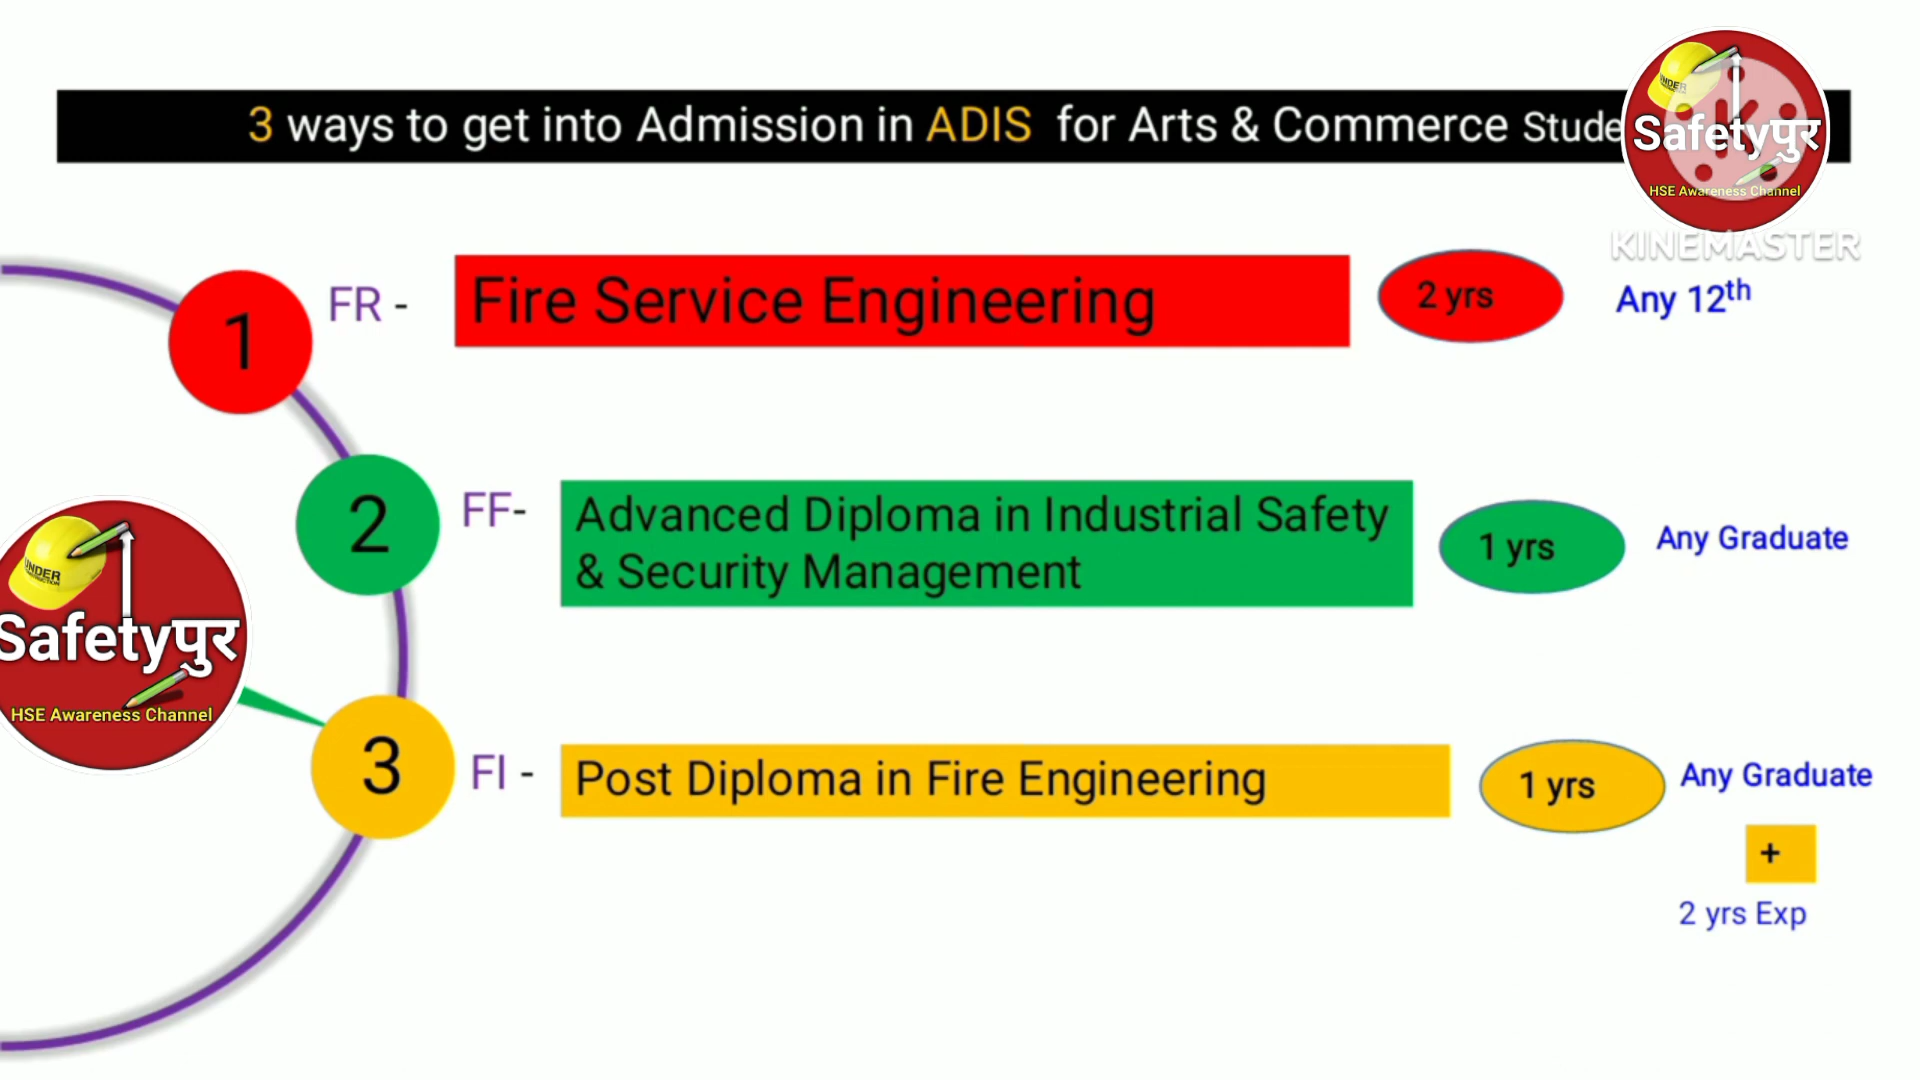 3 ways to get into Admission in ADIS for Arts & Commerce Stude
UNDER
Safetyपुर
HSE Awareness Channel
KINEMASTER
1
FR -
Fire Service Engineering
2 yrs
Any 12th
2
FF-
Advanced Diploma in Industrial Safety
& Security Management
1 yrs
Any Graduate
UNDER
CONSTRUCTION
Safetyपुर
HSE Awareness Channel
3
FI -
Post Diploma in Fire Engineering
1 yrs
Any Graduate
+
2 yrs Exp